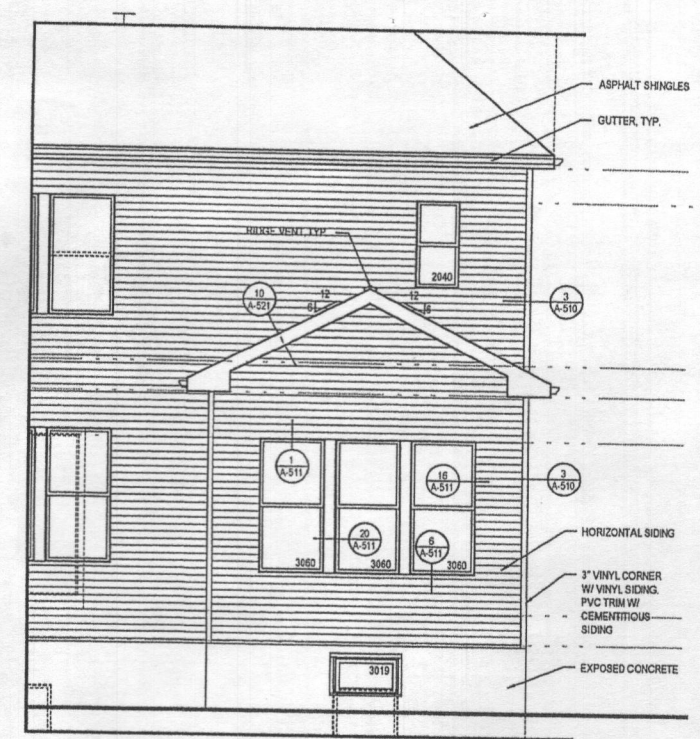 ASPHALT SHINGLES
GUTTER, TYP.
RIDGE VENT, TYP
2040
10
A-521
12
6
12
6
3
A-510
1
A-511
16
A-511
3
A-510
20
A-511
6
A-511
3060
3060
3060
HORIZONTAL SIDING
3" VINYL CORNER
W/ VINYL SIDING.
PVC TRIM W/
CEMENTITIOUS
SIDING
3019
EXPOSED CONCRETE